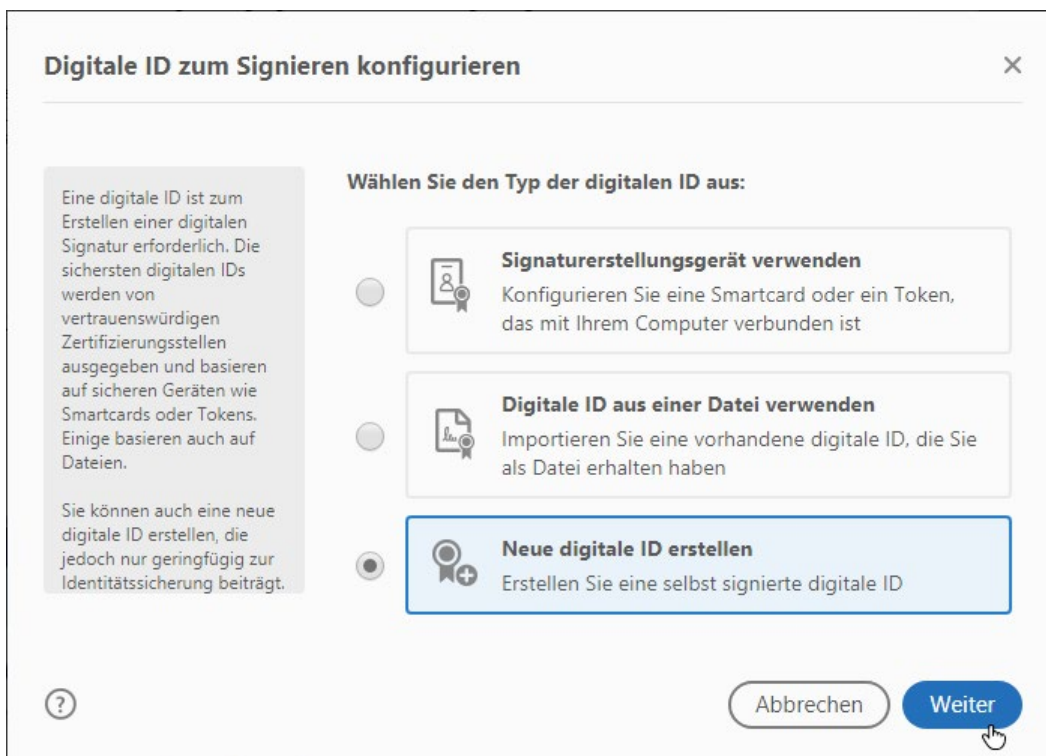 Digitale ID zum Signieren konfigurieren
Eine digitale ID ist zum
Erstellen einer digitalen
Signatur erforderlich. Die
sichersten digitalen IDs
werden von
vertrauenswürdigen
Zertifizierungsstellen
ausgegeben und basieren
auf sicheren Geräten wie
Smartcards oder Tokens.
Einige basieren auch auf
Dateien.
Sie können auch eine neue
digitale ID erstellen, die
jedoch nur geringfügig zur
Identitätssicherung beiträgt.
Wählen Sie den Typ der digitalen ID aus:
Signaturerstellungsgerät verwenden
Konfigurieren Sie eine Smartcard oder ein Token,
das mit Ihrem Computer verbunden ist
Digitale ID aus einer Datei verwenden
Importieren Sie eine vorhandene digitale ID, die Sie
als Datei erhalten haben
Neue digitale ID erstellen
Erstellen Sie eine selbst signierte digitale ID
?
Abbrechen
Weiter